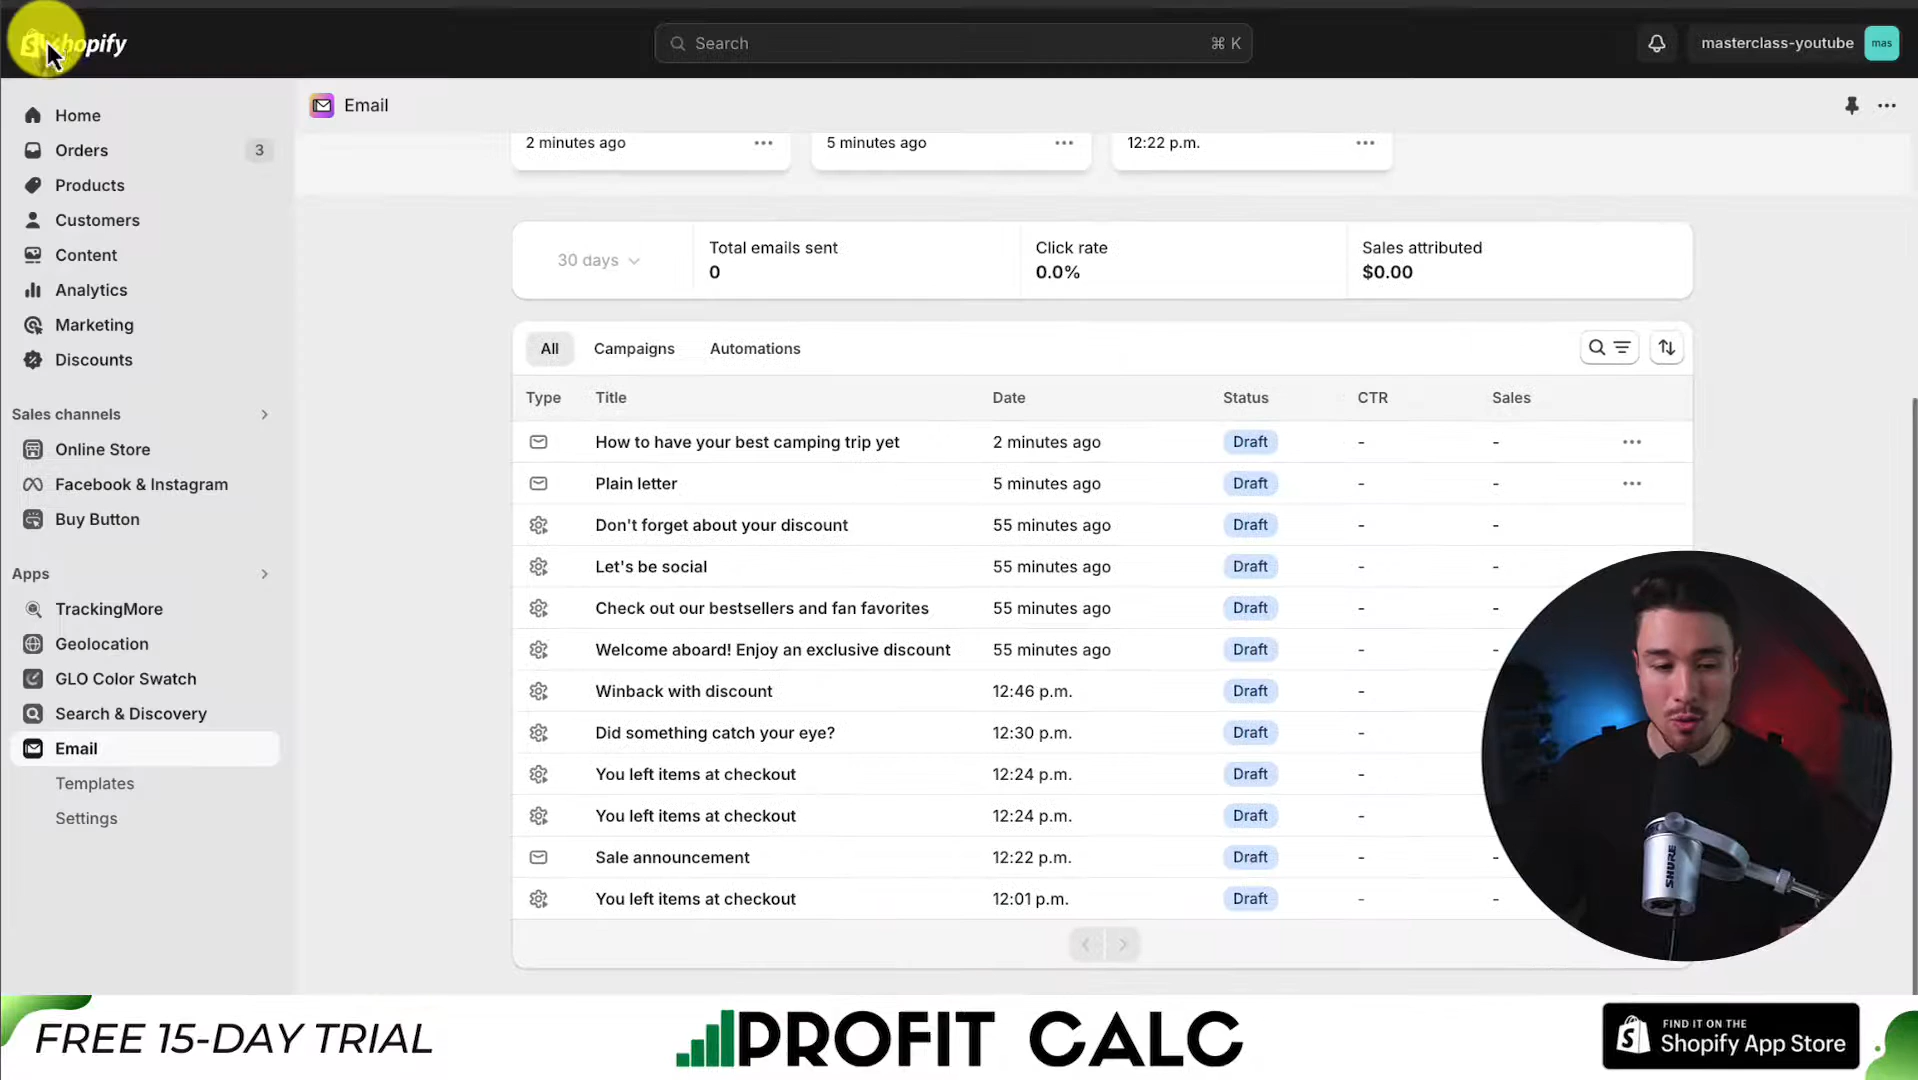 shopify
Search
⌘ K
masterclass-youtube
mas
Home
Orders
3
Products
Customers
Content
Analytics
Marketing
Discounts
Sales channels
Online Store
Facebook & Instagram
Buy Button
Apps
TrackingMore
Geolocation
GLO Color Swatch
Search & Discovery
Email
Templates
Settings
Email
2 minutes ago
5 minutes ago
12:22 p.m.
30 days
Total emails sent
0
Click rate
0.0%
Sales attributed
$0.00
All Campaigns Automations
Type Title Date Status CTR Sales
How to have your best camping trip yet 2 minutes ago Draft - -
Plain letter 5 minutes ago Draft - -
Don't forget about your discount 55 minutes ago Draft - -
Let's be social 55 minutes ago Draft - -
Check out our bestsellers and fan favorites 55 minutes ago Draft - -
Welcome aboard! Enjoy an exclusive discount 55 minutes ago Draft - -
Winback with discount 12:46 p.m. Draft - -
Did something catch your eye? 12:30 p.m. Draft - -
You left items at checkout 12:24 p.m. Draft - -
You left items at checkout 12:24 p.m. Draft - -
Sale announcement 12:22 p.m. Draft - -
You left items at checkout 12:01 p.m. Draft - -
SHURE
FREE 15-DAY TRIAL
PROFIT CALC
FIND IT ON THE
Shopify App Store